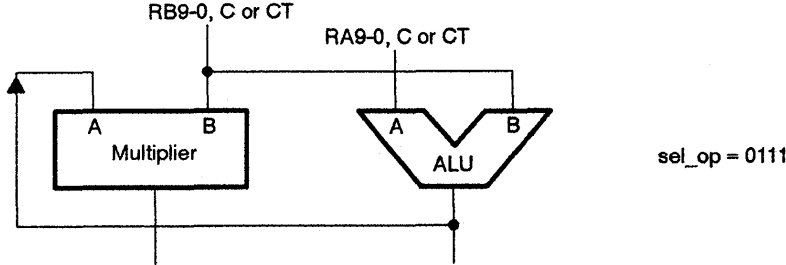 RB9-0, C or CT
RA9-0, C or CT
A
B
A
B
Multiplier
ALU
sel_op = 0111